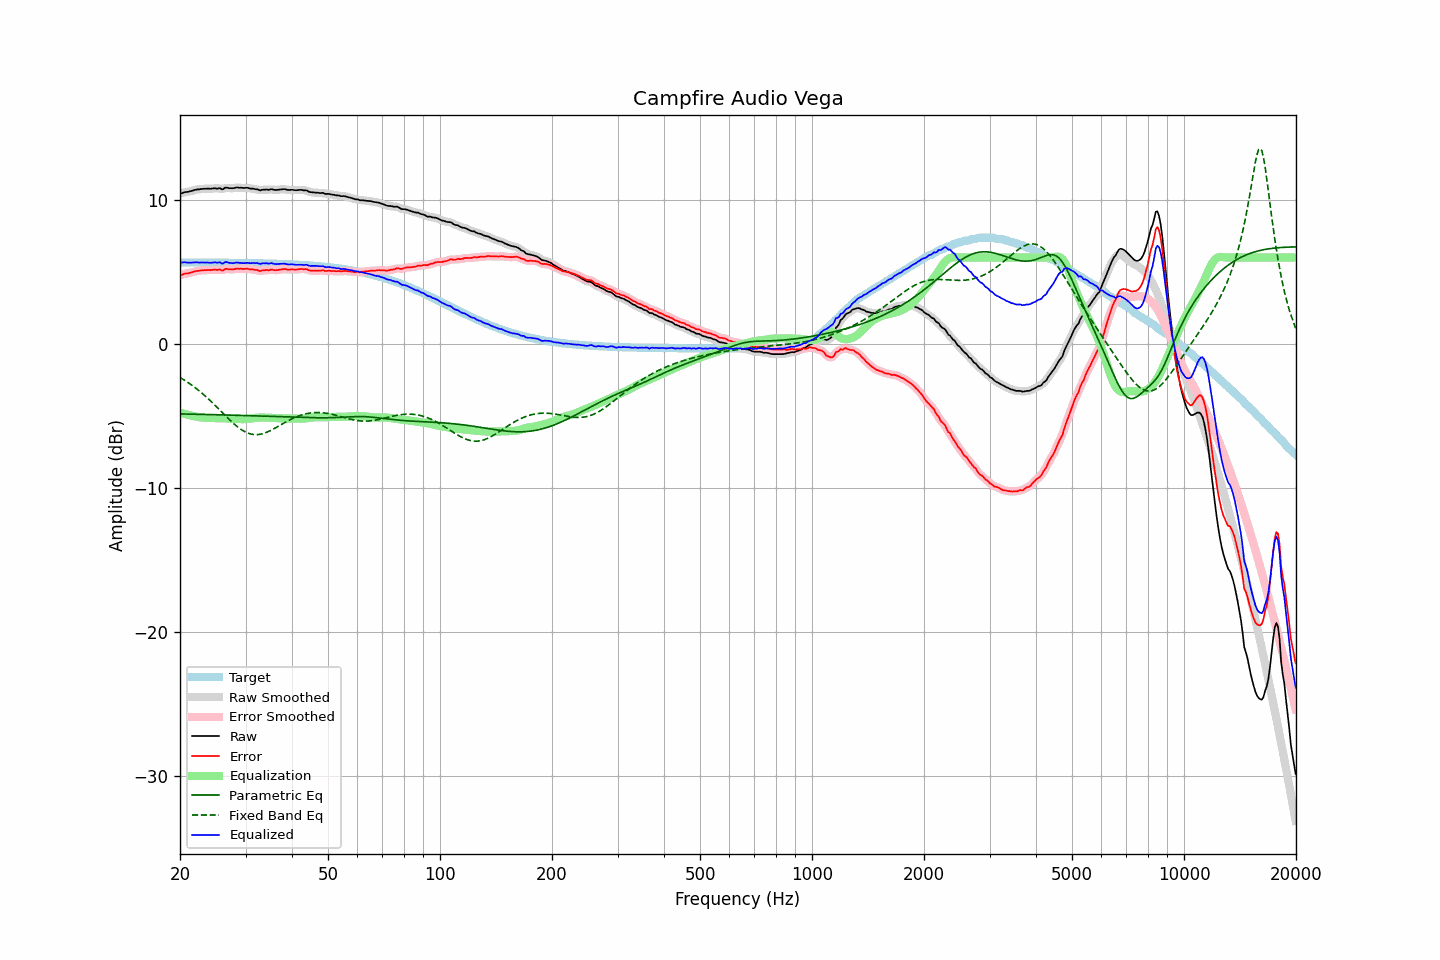 Campfire Audio Vega
Amplitude (dBr)
10
0
−10
−20
−30
Target
Raw Smoothed
Error Smoothed
Raw
Error
Equalization
Parametric Eq
Fixed Band Eq
Equalized
20 50 100 200 500 1000 2000 5000 10000 20000
Frequency (Hz)